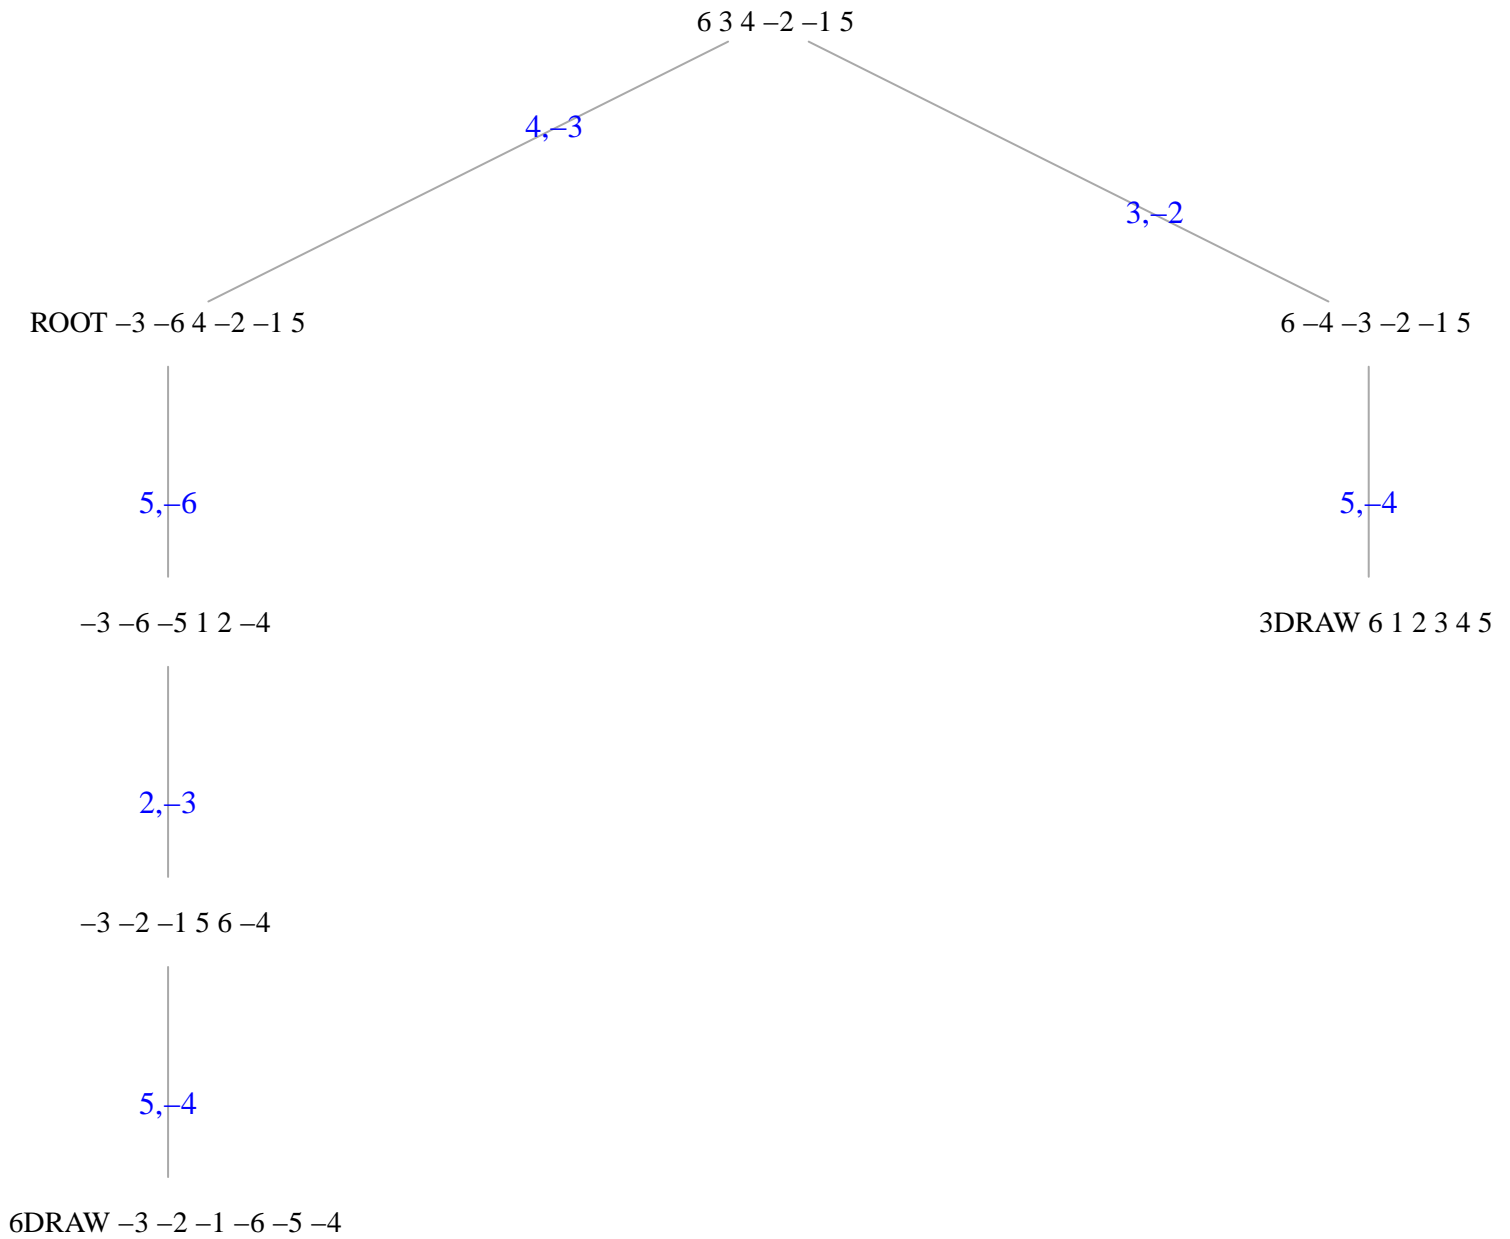 6 3 4 –2 –1 5
4,–3
3,–2
ROOT –3 –6 4 –2 –1 5
6 –4 –3 –2 –1 5
5,–6
5,–4
–3 –6 –5 1 2 –4
3DRAW 6 1 2 3 4 5
2,–3
–3 –2 –1 5 6 –4
5,–4
6DRAW –3 –2 –1 –6 –5 –4